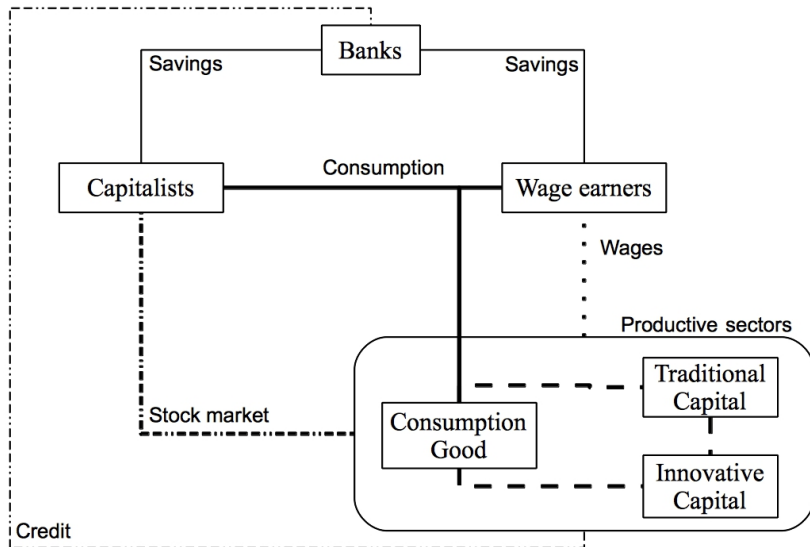 Banks
Savings
Savings
Consumption
Capitalists
Wage earners
Wages
Productive sectors
Traditional
Capital
Stock market
Consumption
Good
Innovative
Capital
Credit